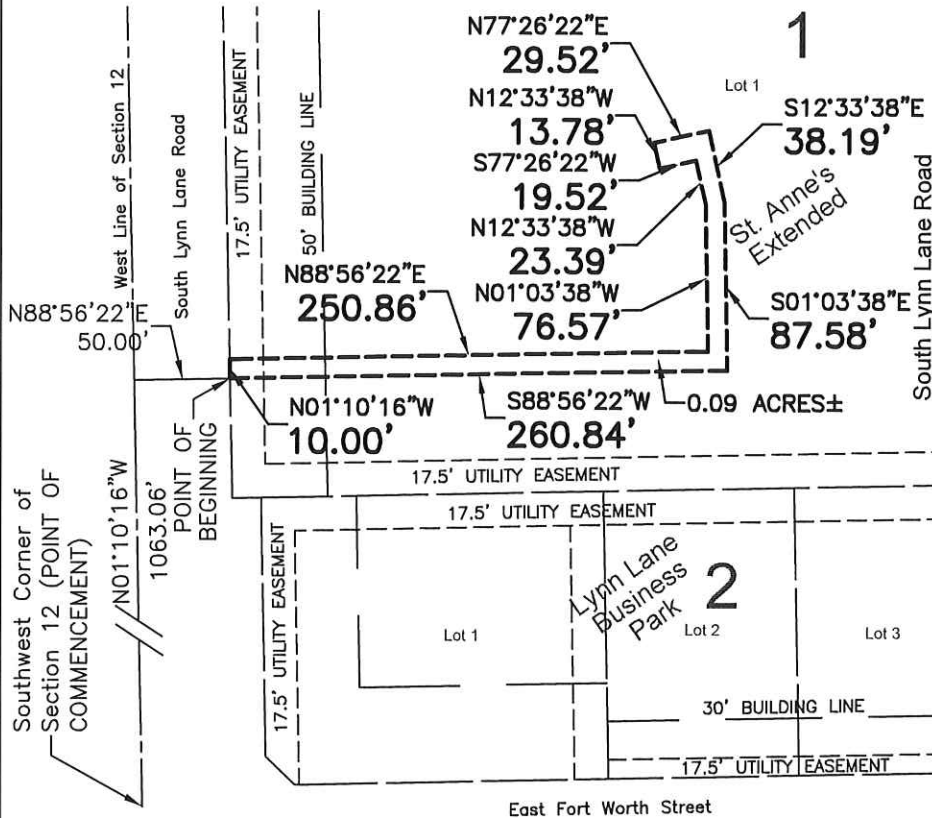 West Line of Section 12
South Lynn Lane Road
17.5' UTILITY EASEMENT
50' BUILDING LINE
N77°26'22"E
29.52'
N12°33'38"W
13.78'
S77°26'22"W
19.52'
N12°33'38"W
23.39'
N01°03'38"W
76.57'
1
Lot 1
S12°33'38"E
38.19'
St. Anne's
Extended
South Lynn Lane Road
S01°03'38"E
87.58'
N88°56'22"E
50.00'
N88°56'22"E
250.86'
N01°10'16"W
10.00'
S88°56'22"W
260.84'
0.09 ACRES±
POINT OF
BEGINNING
N01°10'16"W
1063.06'
Southwest Corner of
Section 12 (POINT OF
COMMENCEMENT)
17.5' UTILITY EASEMENT
17.5' UTILITY EASEMENT
17.5' UTILITY EASEMENT
Lynn Lane
Business
Park
2
Lot 1
Lot 2
Lot 3
30' BUILDING LINE
17.5' UTILITY EASEMENT
East Fort Worth Street